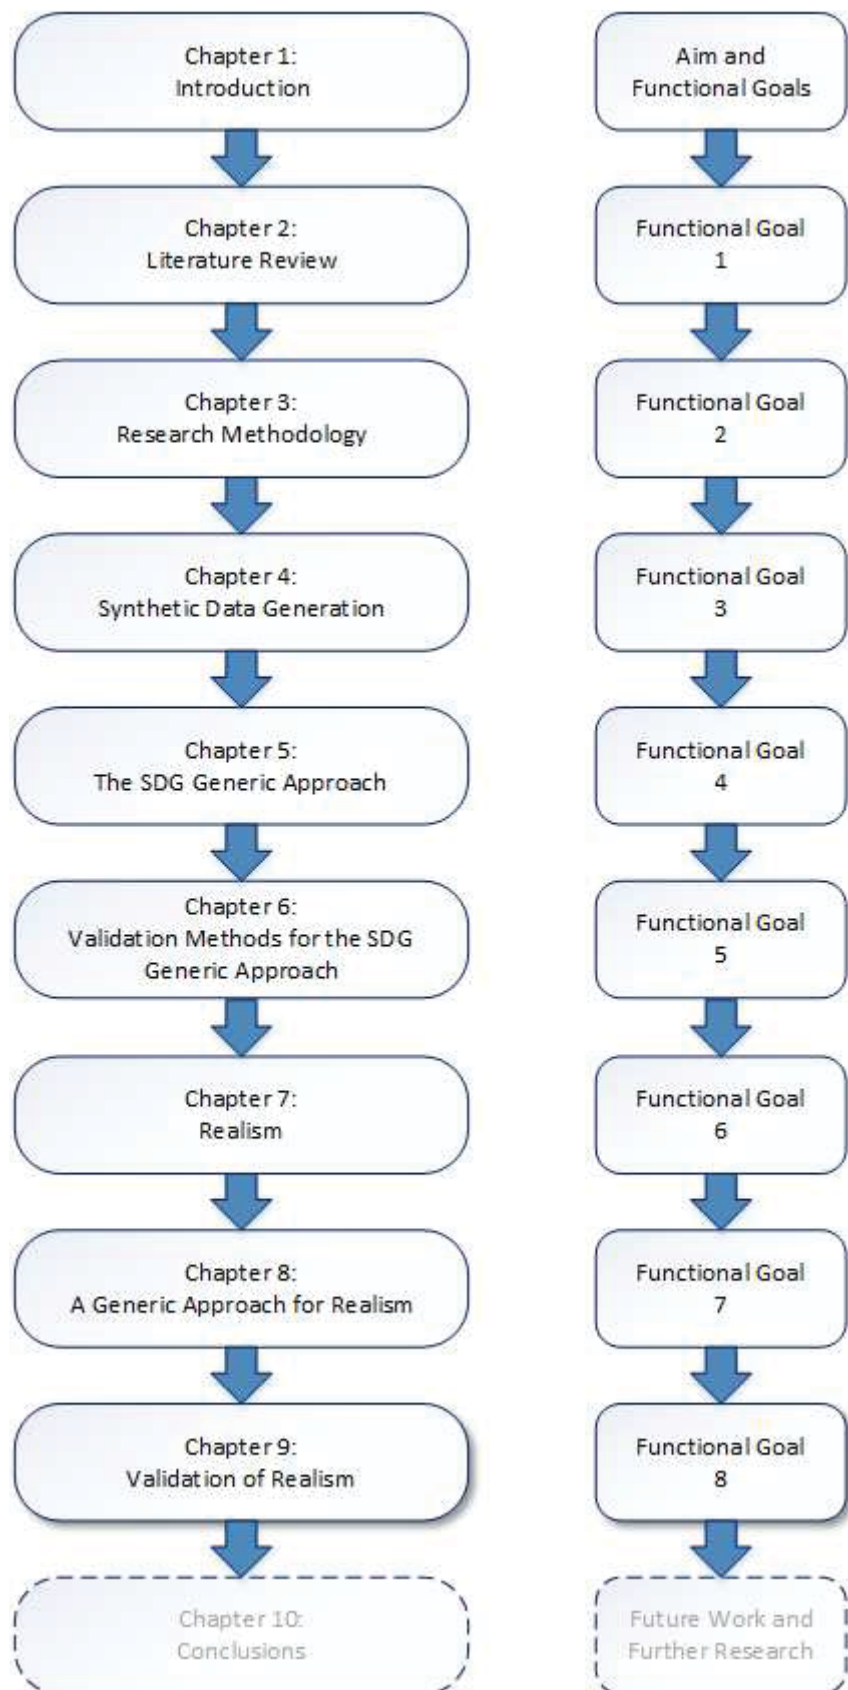 Chapter 1:
Introduction
Aim and
Functional Goals
Chapter 2:
Literature Review
Functional Goal
1
Chapter 3:
Research Methodology
Functional Goal
2
Chapter 4:
Synthetic Data Generation
Functional Goal
3
Chapter 5:
The SDG Generic Approach
Functional Goal
4
Chapter 6:
Validation Methods for the SDG
Generic Approach
Functional Goal
5
Chapter 7:
Realism
Functional Goal
6
Chapter 8:
A Generic Approach for Realism
Functional Goal
7
Chapter 9:
Validation of Realism
Functional Goal
8
Chapter 10:
Conclusions
Future Work and
Further Research